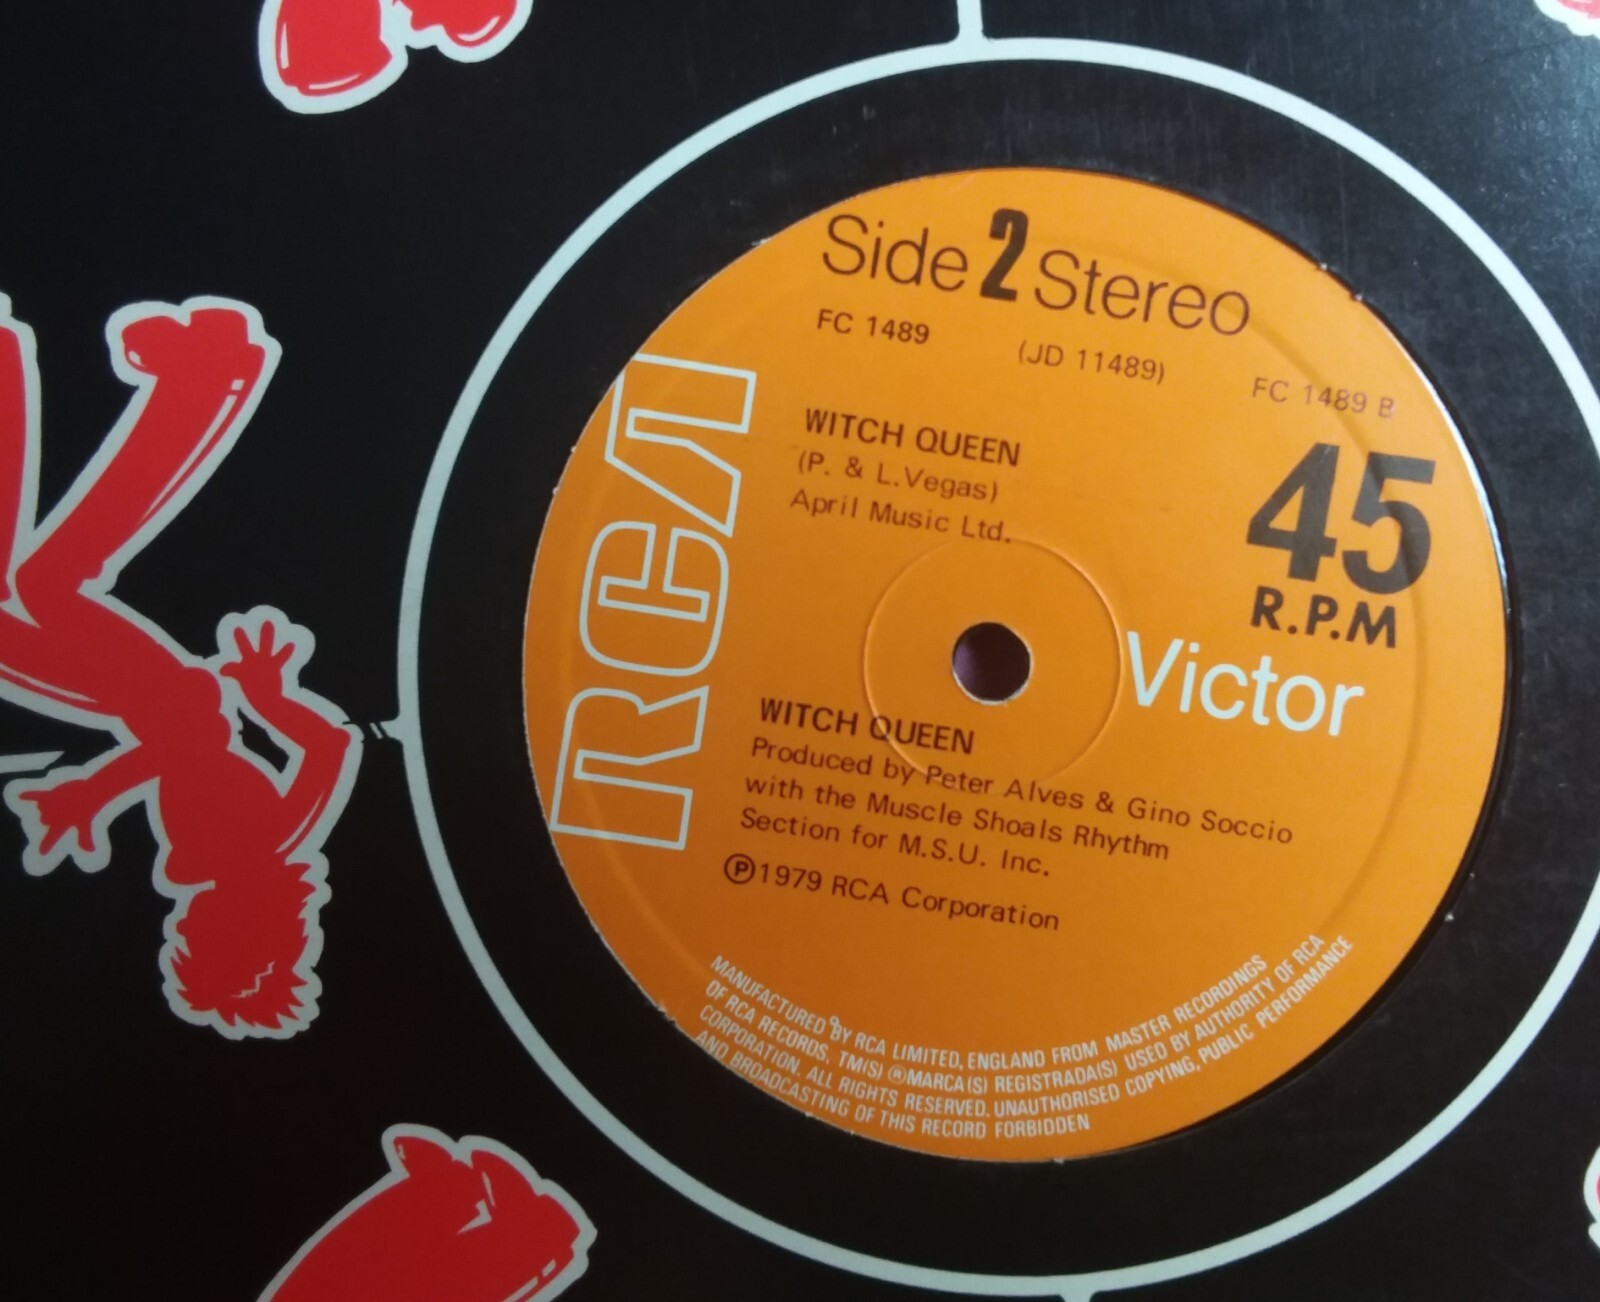 Side 2 Stereo
FC 1489 (JD 11489) FC 1489 B
WITCH QUEEN
(P. & L.Vegas)
April Music Ltd.
45
R.P.M
RCA
Victor
WITCH QUEEN
Produced by Peter Alves & Gino Soccio
with the Muscle Shoals Rhythm
Section for M.S.U. Inc.
Ⓟ1979 RCA Corporation
MANUFACTURED BY RCA LIMITED, ENGLAND FROM MASTER RECORDINGS
OF RCA RECORDS, TM(S) ®MARCA(S) REGISTRADA(S) USED BY AUTHORITY OF RCA
CORPORATION. ALL RIGHTS RESERVED. UNAUTHORISED COPYING, PUBLIC PERFORMANCE
AND BROADCASTING OF THIS RECORD FORBIDDEN